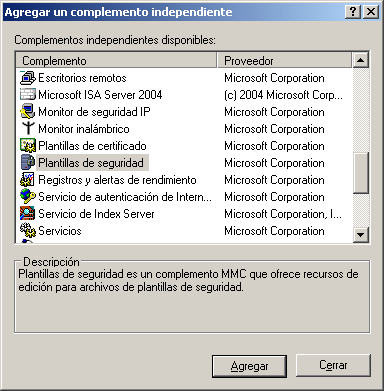 Agregar un complemento independiente
Complementos independientes disponibles:
Complemento Proveedor
Escritorios remotos Microsoft Corporation
Microsoft ISA Server 2004 (c) 2004 Microsoft Corp...
Monitor de seguridad IP Microsoft Corporation
Monitor inalámbrico Microsoft Corporation
Plantillas de certificado Microsoft Corporation
Plantillas de seguridad Microsoft Corporation
Registros y alertas de rendimiento Microsoft Corporation
Servicio de autenticación de Intern... Microsoft Corporation
Servicio de Index Server Microsoft Corporation, I...
Servicios Microsoft Corporation
Descripción
Plantillas de seguridad es un complemento MMC que ofrece recursos de
edición para archivos de plantillas de seguridad.
Agregar Cerrar